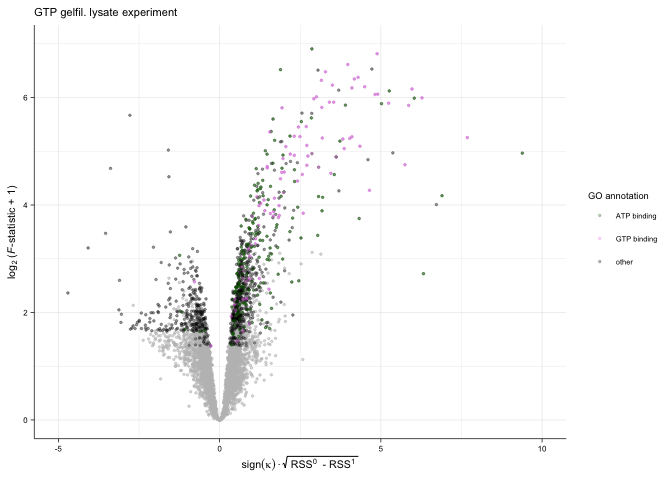 GTP gelfil. lysate experiment
log₂(F-statistic + 1)
6
4
2
0
-5
0
5
10
sign(κ) · √RSS⁰ - RSS¹
GO annotation
ATP binding
GTP binding
other